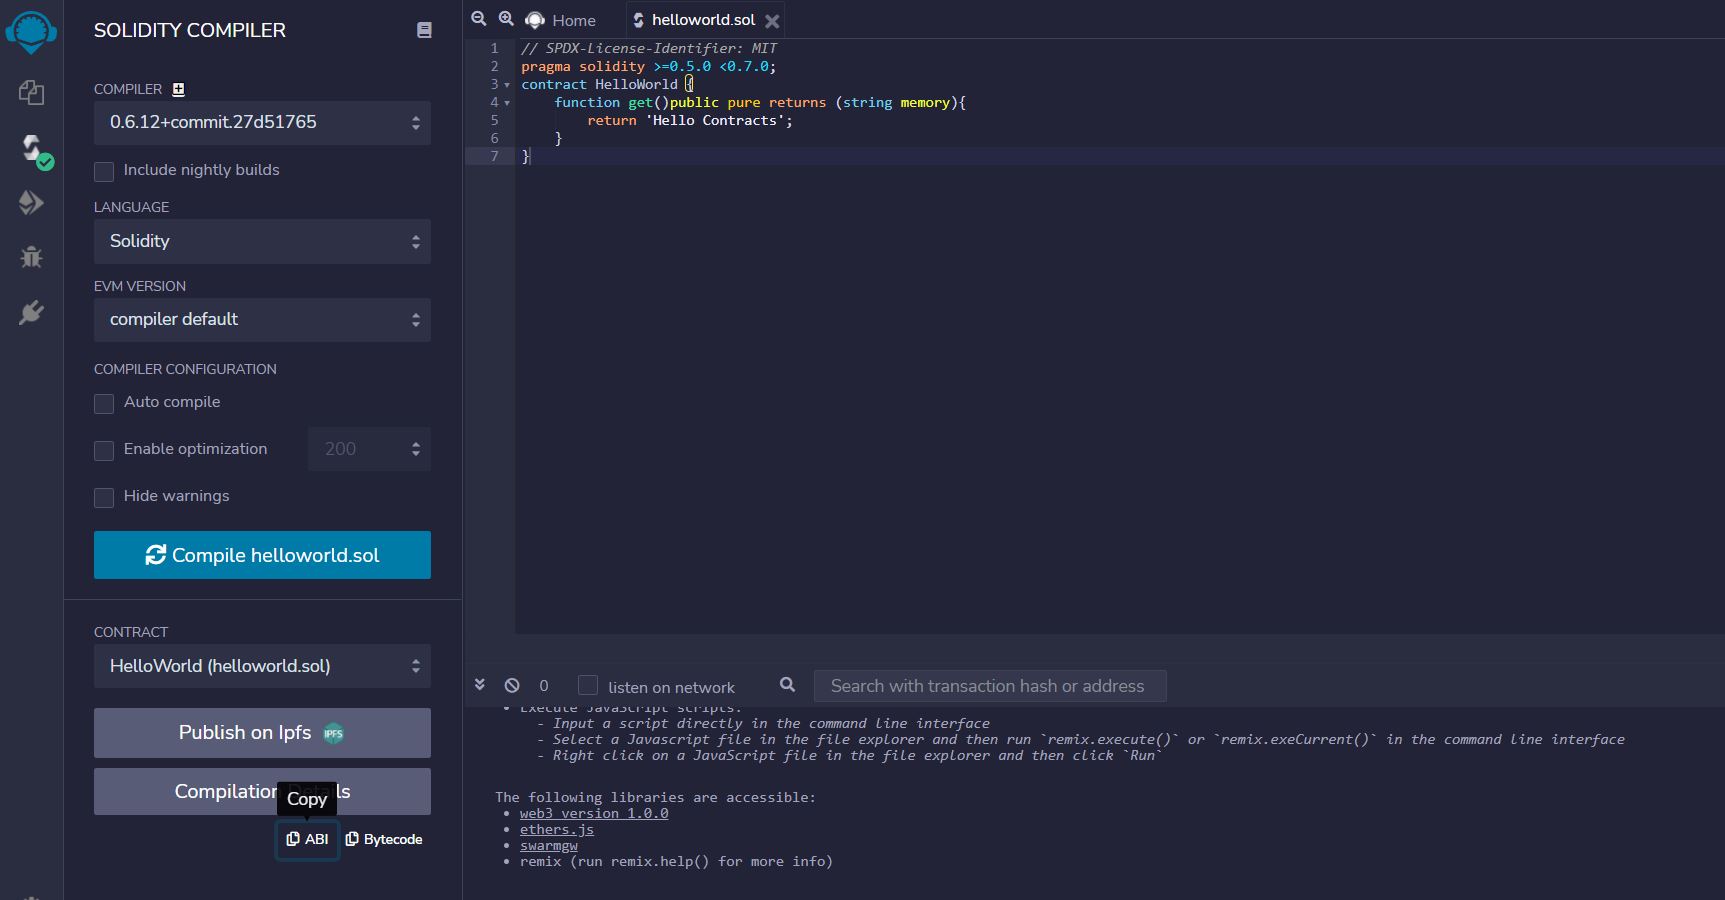 SOLIDITY COMPILER
COMPILER
0.6.12+commit.27d51765
Include nightly builds
LANGUAGE
Solidity
EVM VERSION
compiler default
COMPILER CONFIGURATION
Auto compile
Enable optimization 200
Hide warnings
Compile helloworld.sol
CONTRACT
HelloWorld (helloworld.sol)
Publish on Ipfs IPFS
Compilation ls
Copy
ABI Bytecode
Home helloworld.sol
1 // SPDX-License-Identifier: MIT
2 pragma solidity >=0.5.0 <0.7.0;
3 contract HelloWorld {
4 function get()public pure returns (string memory){
5 return 'Hello Contracts';
6 }
7 }
0 listen on network Search with transaction hash or address
• Execute JavaScript scripts:
- Input a script directly in the command line interface
- Select a Javascript file in the file explorer and then run `remix.execute()` or `remix.exeCurrent()` in the command line interface
- Right click on a JavaScript file in the file explorer and then click `Run`
The following libraries are accessible:
• web3 version 1.0.0
• ethers.js
• swarmgw
• remix (run remix.help() for more info)